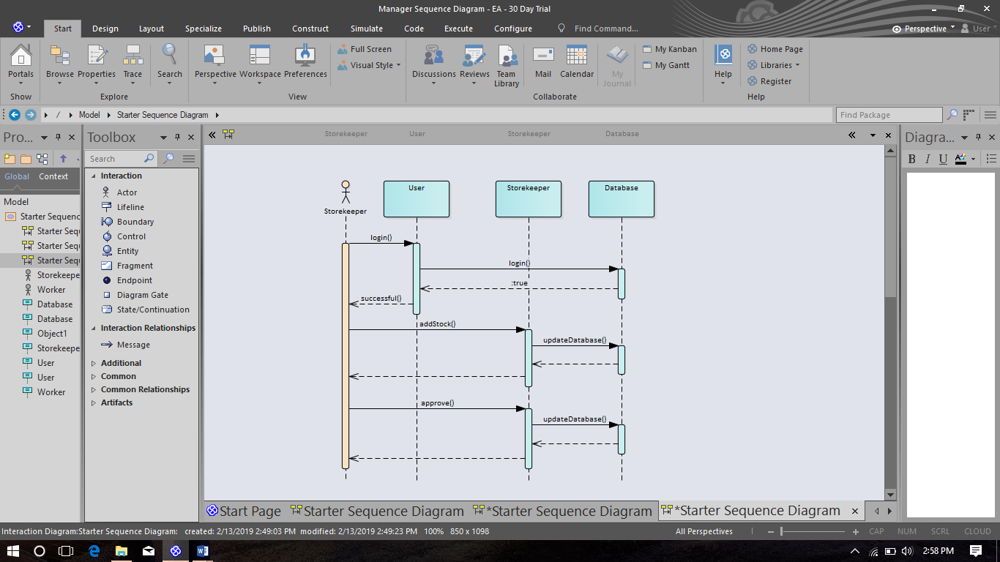 Manager Sequence Diagram - EA - 30 Day Trial
Start Design Layout Specialize Publish Construct Simulate Code Execute Configure Find Command... Perspective User
Portals Browse Properties Trace Search Perspective Workspace Preferences Full Screen Visual Style Discussions Reviews Team Library Mail Calendar My Journal My Kanban My Gantt Help Home Page Libraries Register
Show Explore View Collaborate Help
/ Model Starter Sequence Diagram Find Package
Pro...
Global Context
Model
Starter Sequenc
Starter Sequ
Starter Sequ
Starter Sequ
Storekeepe
Worker
Database
Database
Object1
Storekeepe
User
User
Worker
Toolbox
Search
Interaction
Actor
Lifeline
Boundary
Control
Entity
Fragment
Endpoint
Diagram Gate
State/Continuation
Interaction Relationships
Message
Additional
Common
Common Relationships
Artifacts
Storekeeper User Storekeeper Database
User Storekeeper Database
Storekeeper
login()
login()
:true
successful()
addStock()
updateDatabase()
approve()
updateDatabase()
Diagra...
B I U A
Start Page Starter Sequence Diagram *Starter Sequence Diagram *Starter Sequence Diagram
Interaction Diagram:Starter Sequence Diagram: created: 2/13/2019 2:49:03 PM modified: 2/13/2019 2:49:23 PM 100% 850 x 1098 All Perspectives CAP NUM SCRL CLOUD
2:58 PM